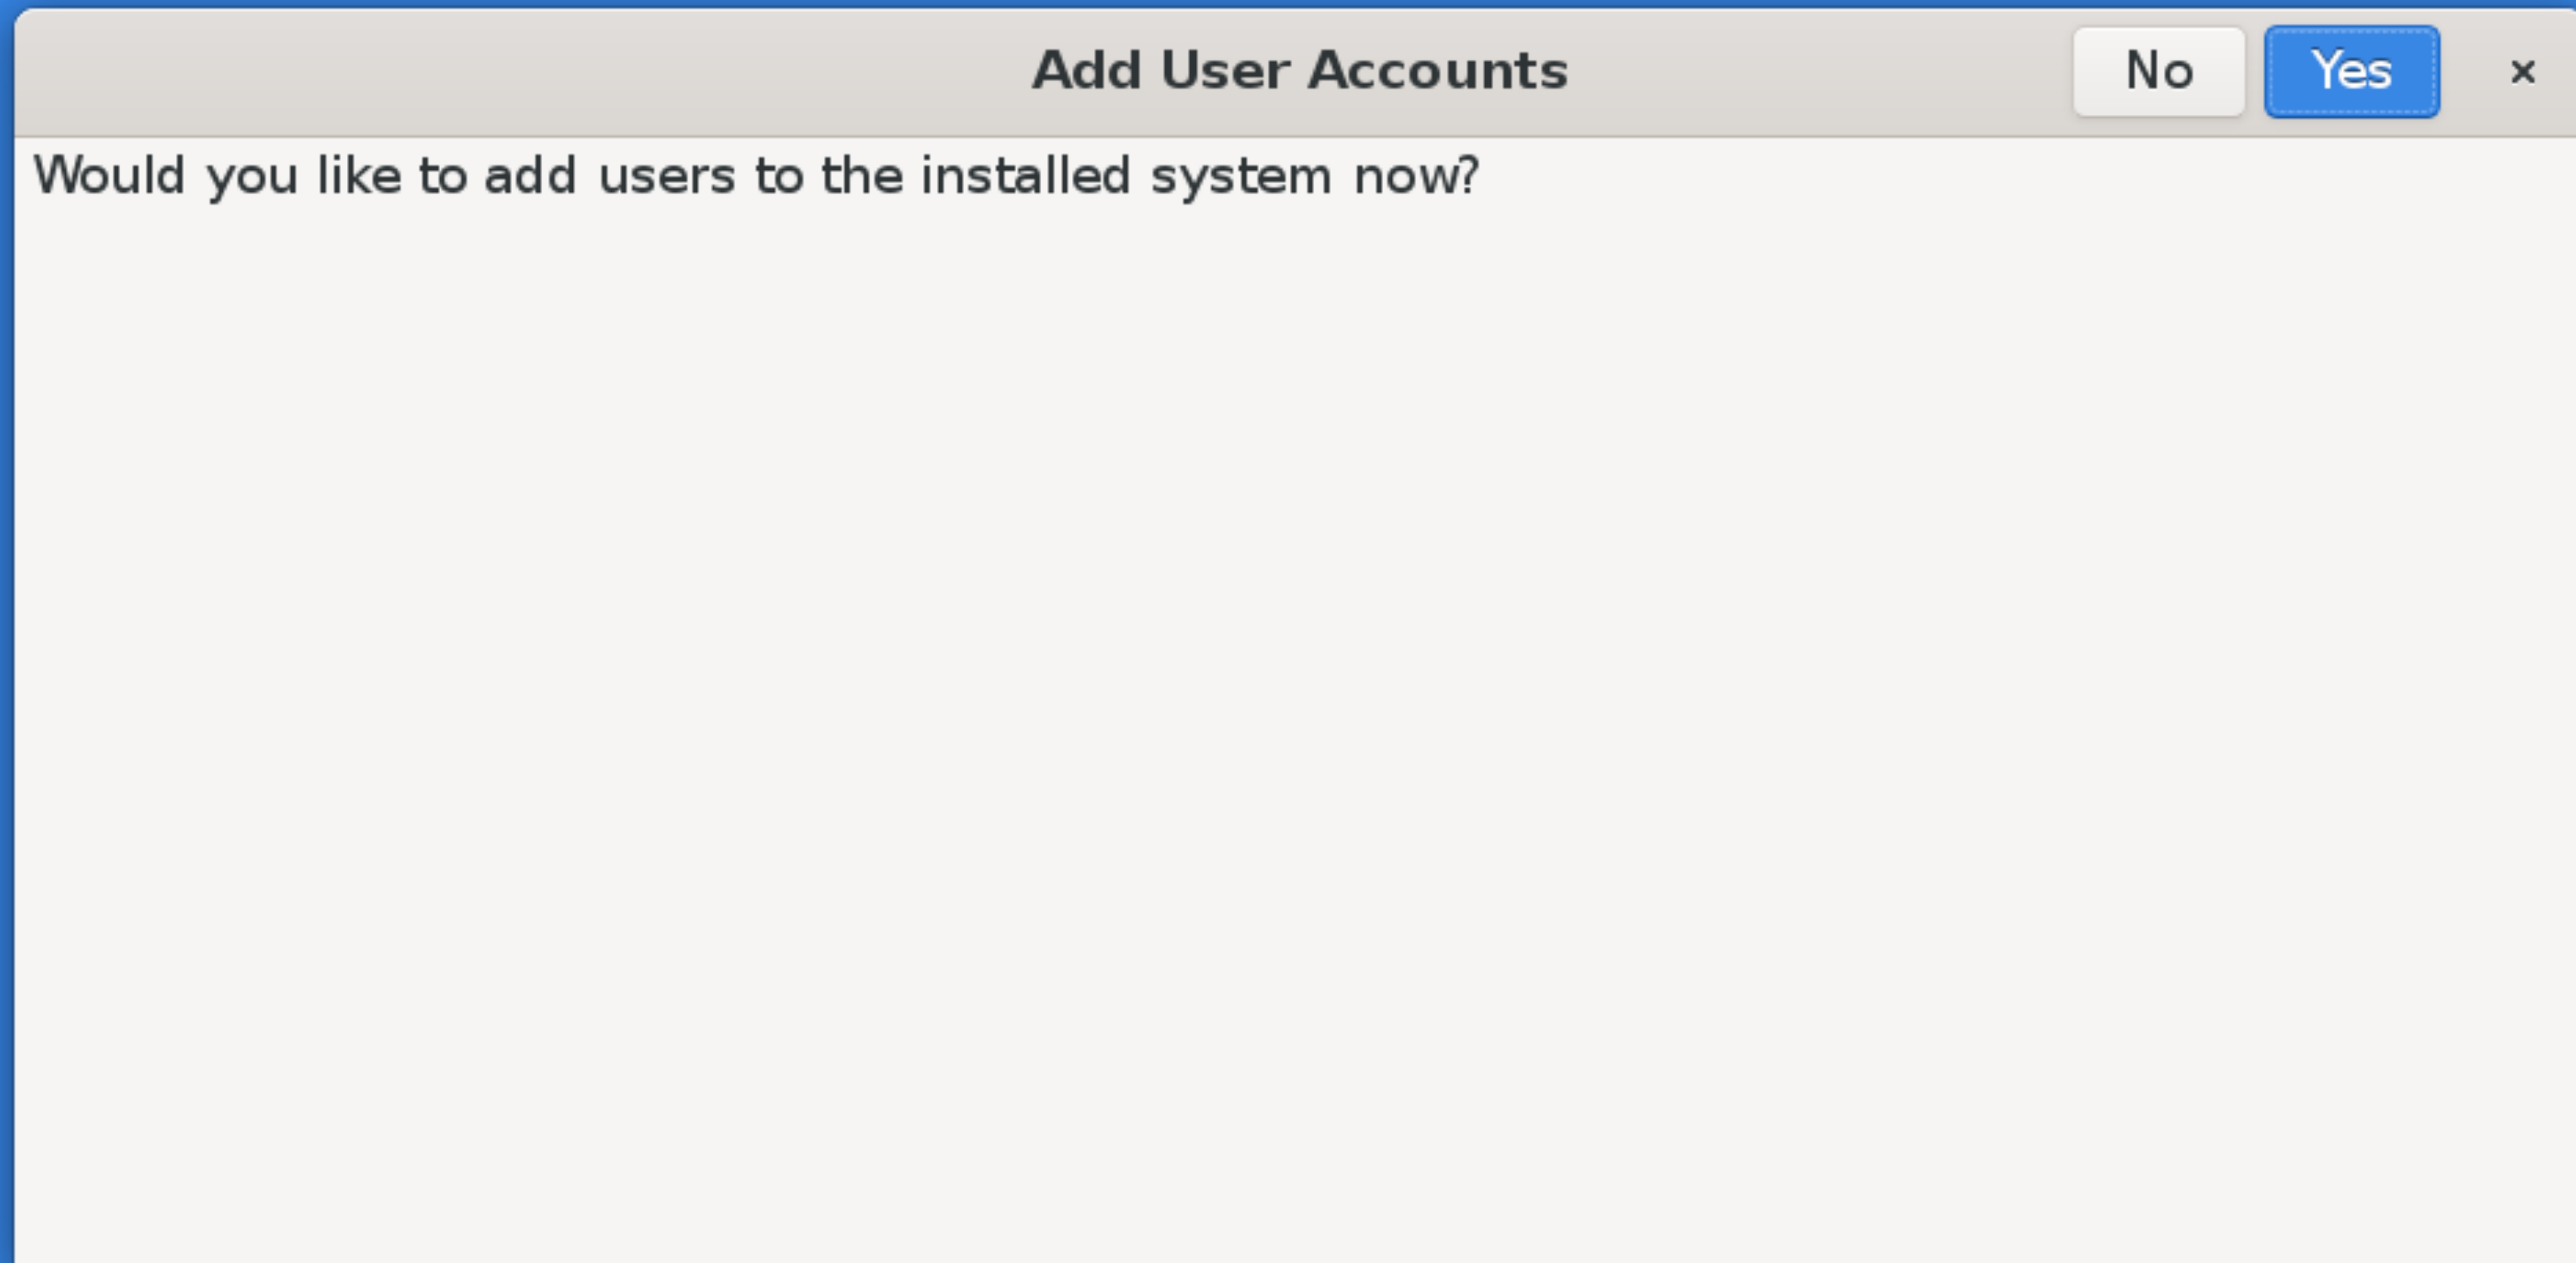 Add User Accounts
No
Yes
×
Would you like to add users to the installed system now?